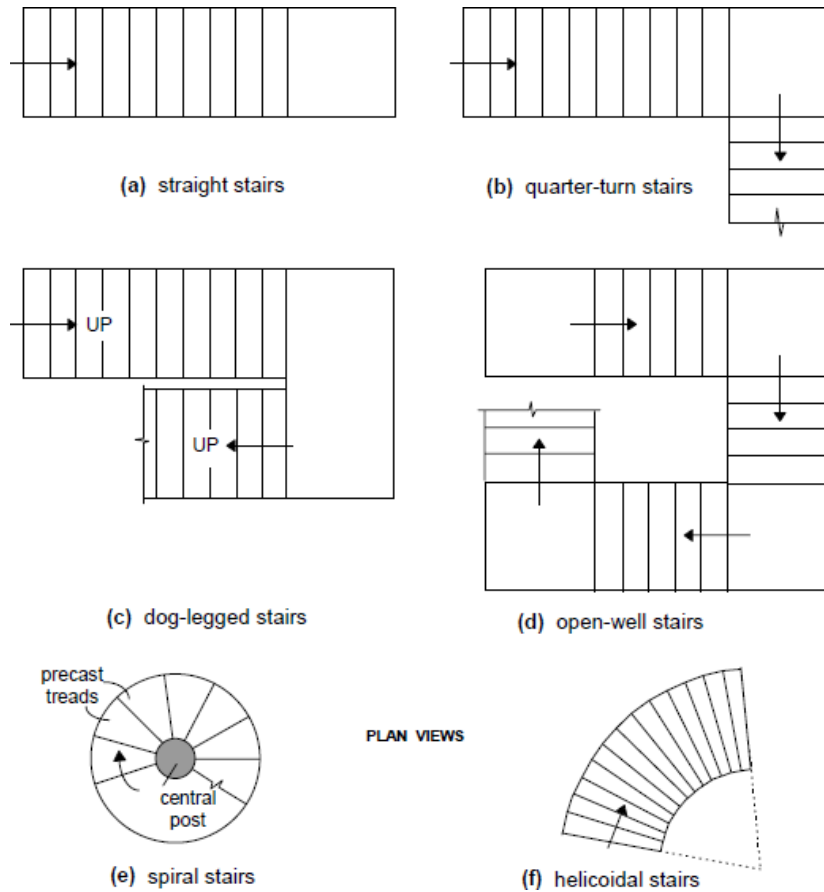 (a) straight stairs
(b) quarter-turn stairs
UP
UP
(c) dog-legged stairs
(d) open-well stairs
precast
treads
central
post
PLAN VIEWS
(e) spiral stairs
(f) helicoidal stairs